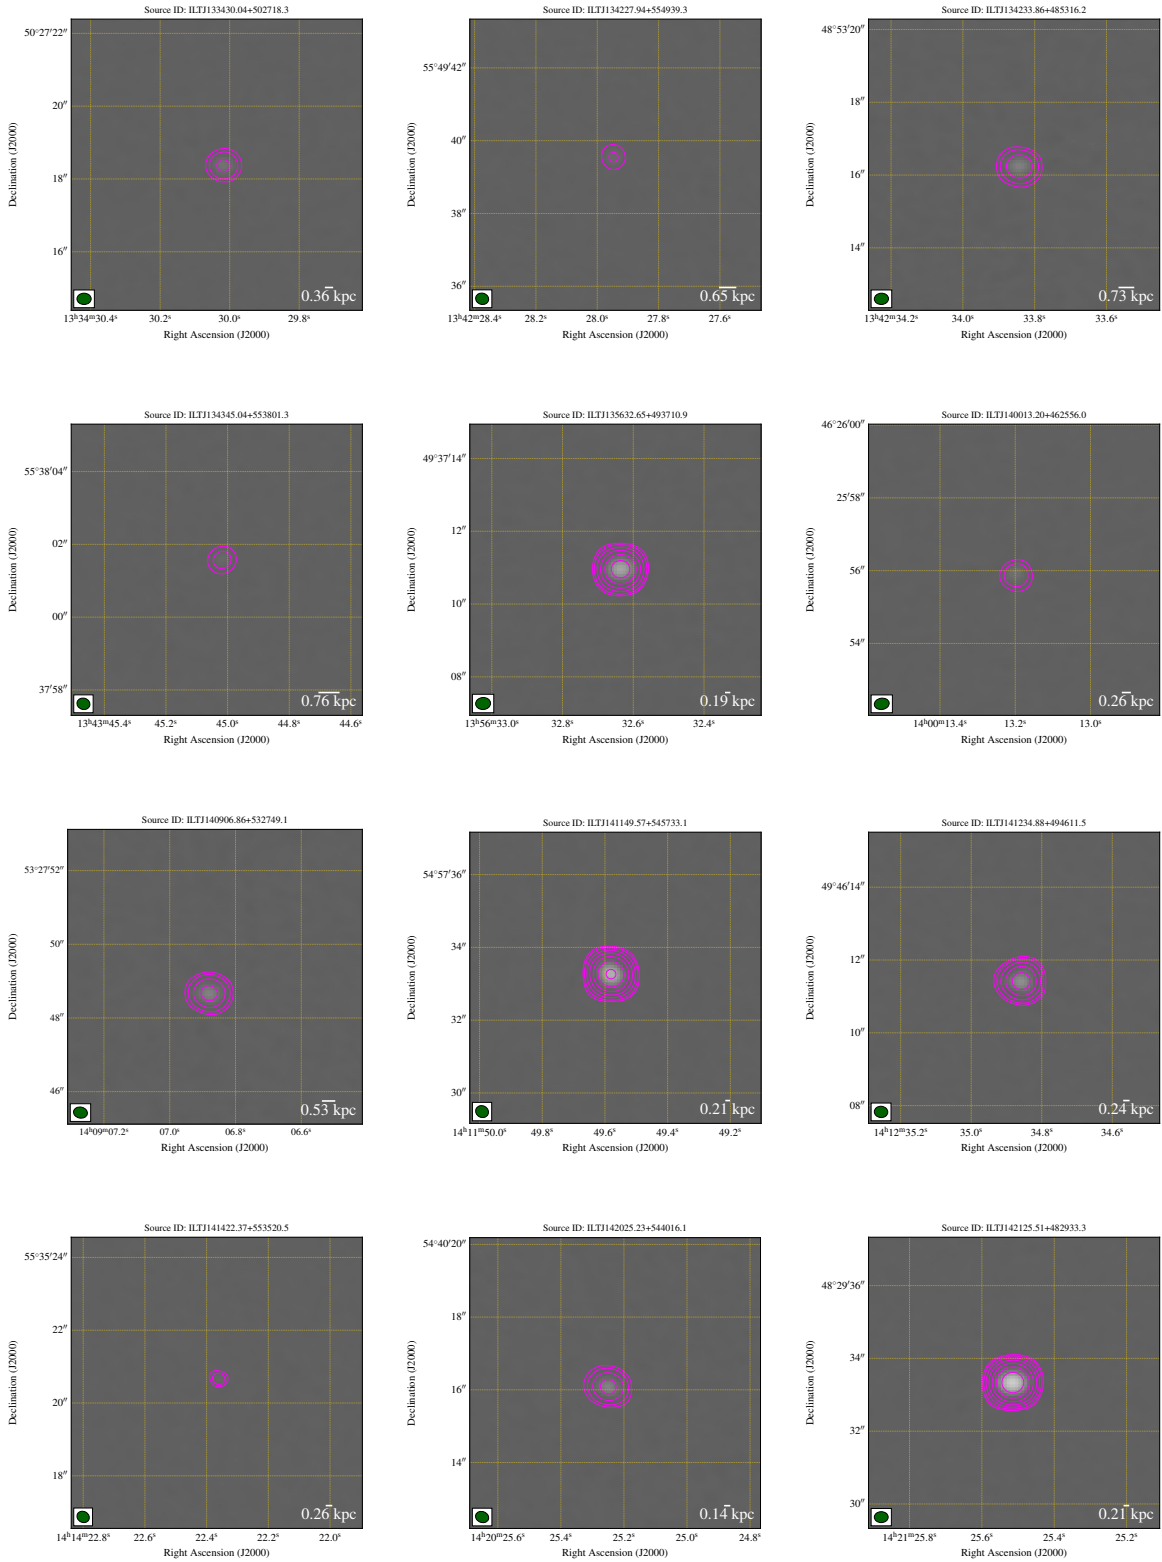 Source ID: ILTJ133430.04+502718.3
50°27′22″
20″
18″
16″
Declination (J2000)
0.36 kpc
13ʰ34ᵐ30.4ˢ 30.2ˢ 30.0ˢ 29.8ˢ
Right Ascension (J2000)
Source ID: ILTJ134227.94+554939.3
55°49′42″
40″
38″
36″
Declination (J2000)
0.65 kpc
13ʰ42ᵐ28.4ˢ 28.2ˢ 28.0ˢ 27.8ˢ 27.6ˢ
Right Ascension (J2000)
Source ID: ILTJ134233.86+485316.2
48°53′20″
18″
16″
14″
Declination (J2000)
0.73 kpc
13ʰ42ᵐ34.2ˢ 34.0ˢ 33.8ˢ 33.6ˢ
Right Ascension (J2000)
Source ID: ILTJ134345.04+553801.3
55°38′04″
02″
00″
37′58″
Declination (J2000)
0.76 kpc
13ʰ43ᵐ45.4ˢ 45.2ˢ 45.0ˢ 44.8ˢ 44.6ˢ
Right Ascension (J2000)
Source ID: ILTJ135632.65+493710.9
49°37′14″
12″
10″
08″
Declination (J2000)
0.19 kpc
13ʰ56ᵐ33.0ˢ 32.8ˢ 32.6ˢ 32.4ˢ
Right Ascension (J2000)
Source ID: ILTJ140013.20+462556.0
46°26′00″
25′58″
56″
54″
Declination (J2000)
0.26 kpc
14ʰ00ᵐ13.4ˢ 13.2ˢ 13.0ˢ
Right Ascension (J2000)
Source ID: ILTJ140906.86+532749.1
53°27′52″
50″
48″
46″
Declination (J2000)
0.53 kpc
14ʰ09ᵐ07.2ˢ 07.0ˢ 06.8ˢ 06.6ˢ
Right Ascension (J2000)
Source ID: ILTJ141149.57+545733.1
54°57′36″
34″
32″
30″
Declination (J2000)
0.21 kpc
14ʰ11ᵐ50.0ˢ 49.8ˢ 49.6ˢ 49.4ˢ 49.2ˢ
Right Ascension (J2000)
Source ID: ILTJ141234.88+494611.5
49°46′14″
12″
10″
08″
Declination (J2000)
0.24 kpc
14ʰ12ᵐ35.2ˢ 35.0ˢ 34.8ˢ 34.6ˢ
Right Ascension (J2000)
Source ID: ILTJ141422.37+553520.5
55°35′24″
22″
20″
18″
Declination (J2000)
0.26 kpc
14ʰ14ᵐ22.8ˢ 22.6ˢ 22.4ˢ 22.2ˢ 22.0ˢ
Right Ascension (J2000)
Source ID: ILTJ142025.23+544016.1
54°40′20″
18″
16″
14″
Declination (J2000)
0.14 kpc
14ʰ20ᵐ25.6ˢ 25.4ˢ 25.2ˢ 25.0ˢ 24.8ˢ
Right Ascension (J2000)
Source ID: ILTJ142125.51+482933.3
48°29′36″
34″
32″
30″
Declination (J2000)
0.21 kpc
14ʰ21ᵐ25.8ˢ 25.6ˢ 25.4ˢ 25.2ˢ
Right Ascension (J2000)